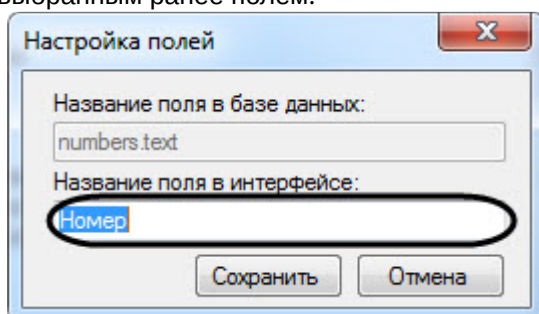 выбранным ранее полем.
Настройка полей
Название поля в базе данных:
numbers.text
Название поля в интерфейсе:
Номер
Сохранить Отмена